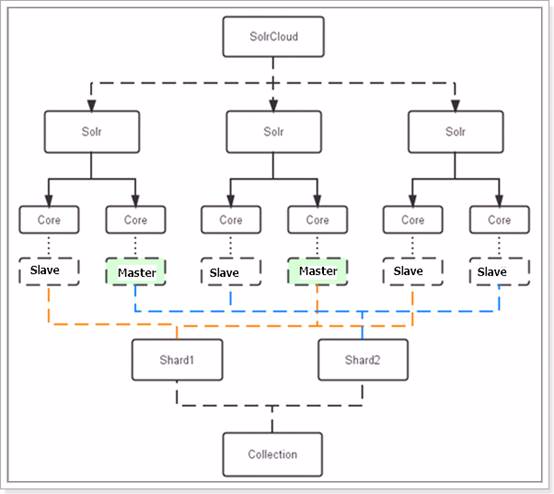 SolrCloud
Solr
Solr
Solr
Core
Core
Core
Core
Core
Core
Slave
Master
Slave
Master
Slave
Slave
Shard1
Shard2
Collection